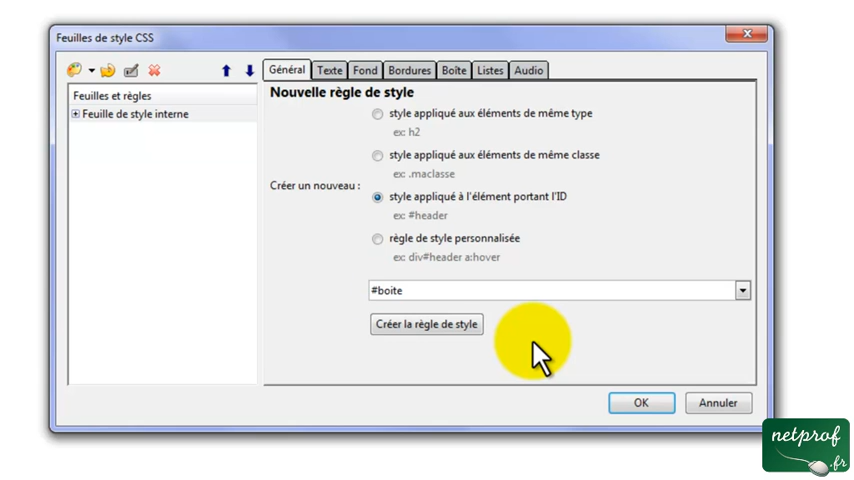 Feuilles de style CSS
Général Texte Fond Bordures Boîte Listes Audio
Feuilles et règles
Feuille de style interne
Nouvelle règle de style
Créer un nouveau :
style appliqué aux éléments de même type
ex: h2
style appliqué aux éléments de même classe
ex: .maclasse
style appliqué à l'élément portant l'ID
ex: #header
règle de style personnalisée
ex: div#header a:hover
#boite
Créer la règle de style
OK Annuler
netprof
.fr